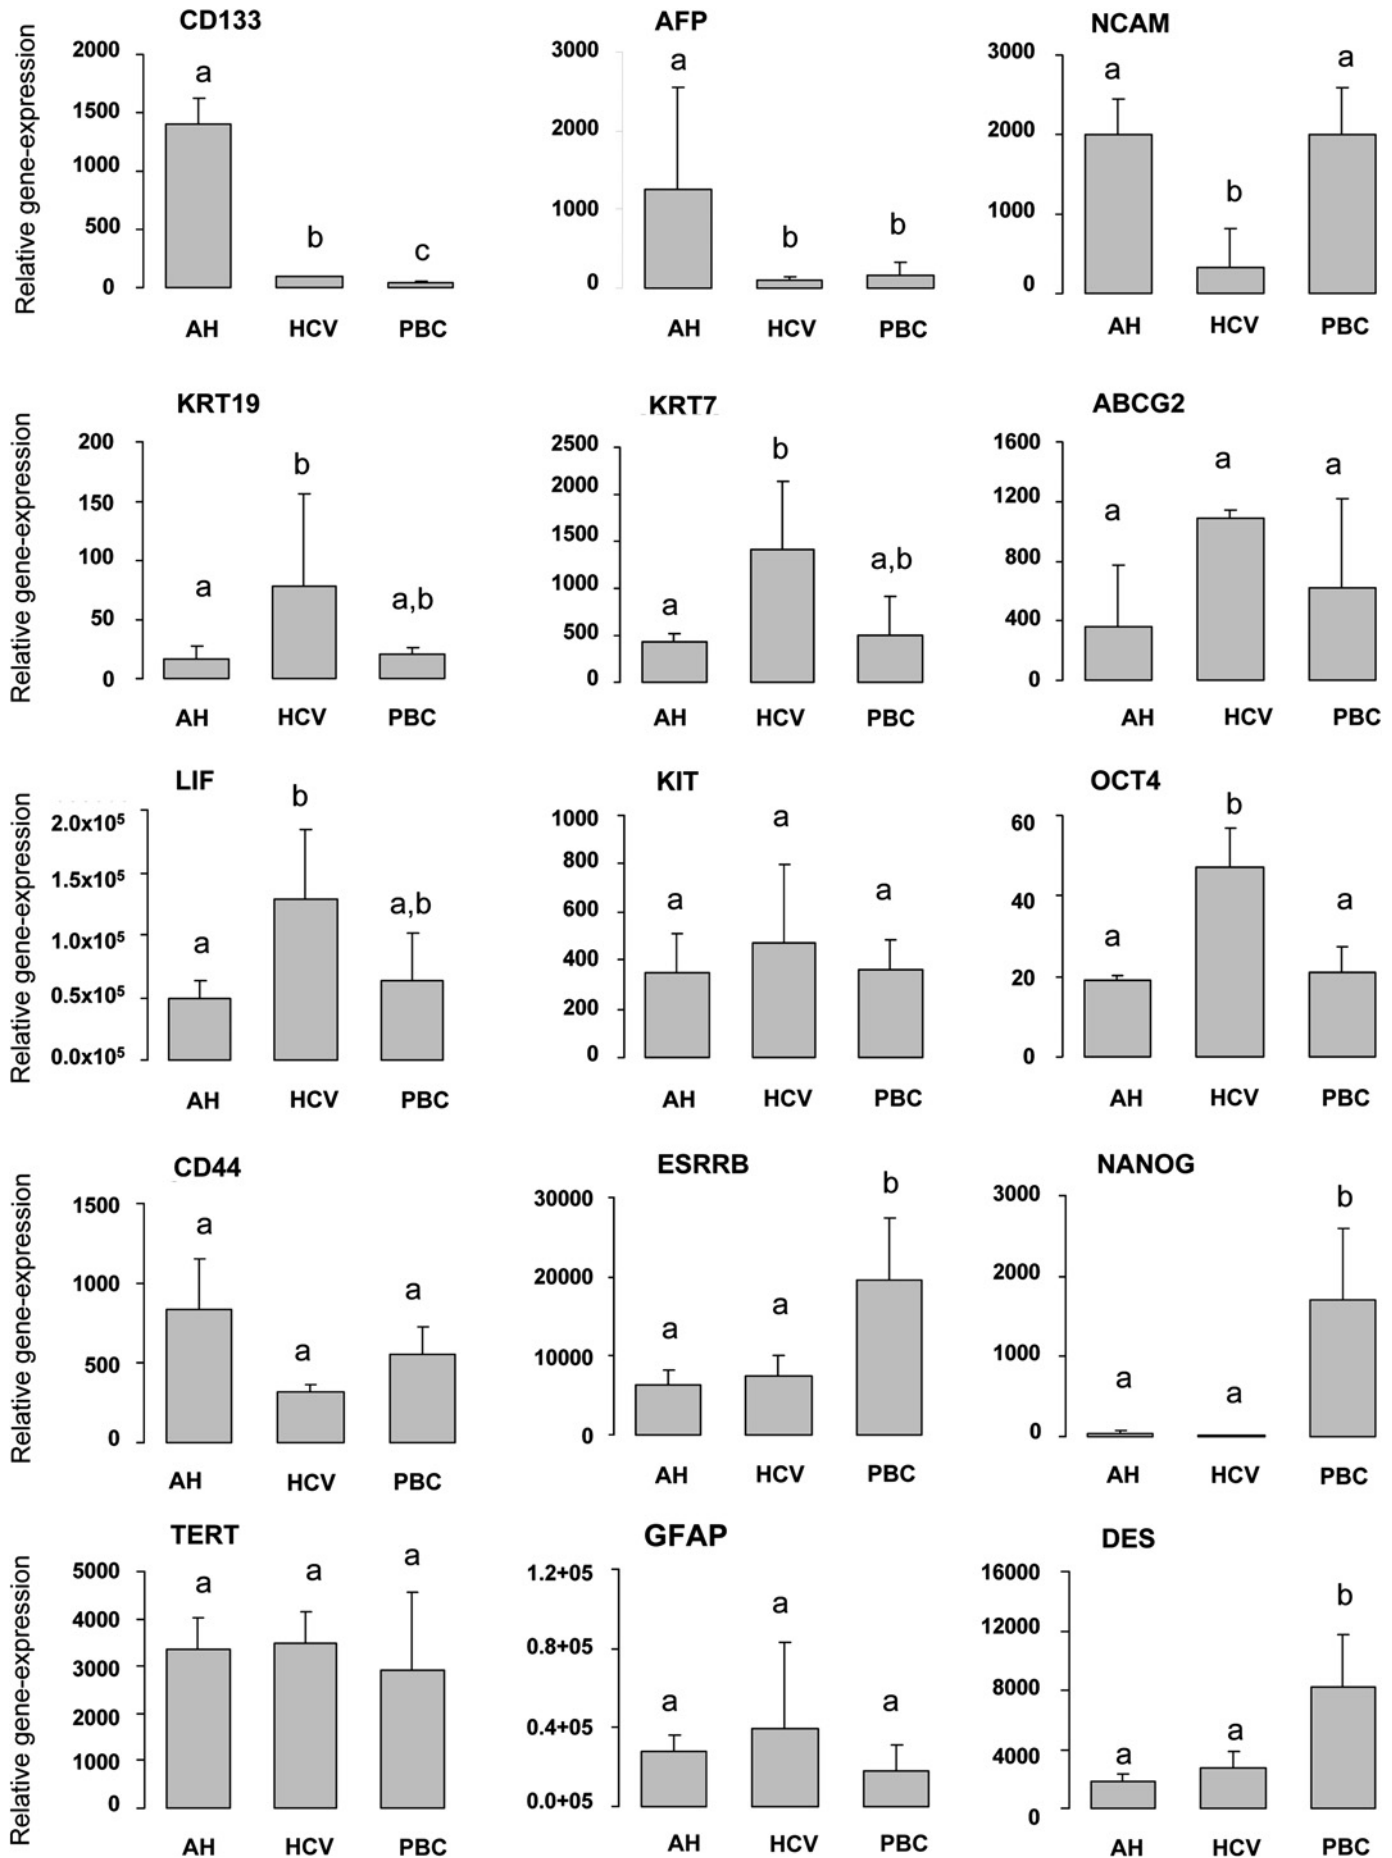 CD133 AFP NCAM
Relative gene-expression
2000
1500
1000
500
0
a b c
AH HCV PBC
3000
2000
1000
0
a b b
AH HCV PBC
3000
2000
1000
0
a b a
AH HCV PBC
KRT19 KRT7 ABCG2
Relative gene-expression
200
150
100
50
0
a b a,b
AH HCV PBC
2500
2000
1500
1000
500
0
a b a,b
AH HCV PBC
1600
1200
800
400
0
a a a
AH HCV PBC
LIF KIT OCT4
Relative gene-expression
2.0x10⁵
1.5x10⁵
1.0x10⁵
0.5x10⁵
0.0x10⁵
a b a,b
AH HCV PBC
1000
800
600
400
200
0
a a a
AH HCV PBC
60
40
20
0
a b a
AH HCV PBC
CD44 ESRRB NANOG
Relative gene-expression
1500
1000
500
0
a a a
AH HCV PBC
30000
20000
10000
0
a a b
AH HCV PBC
3000
2000
1000
0
a a b
AH HCV PBC
TERT GFAP DES
Relative gene-expression
5000
4000
3000
2000
1000
0
a a a
AH HCV PBC
1.2+05
0.8+05
0.4+05
0.0+05
a a a
AH HCV PBC
16000
12000
8000
4000
0
a a b
AH HCV PBC